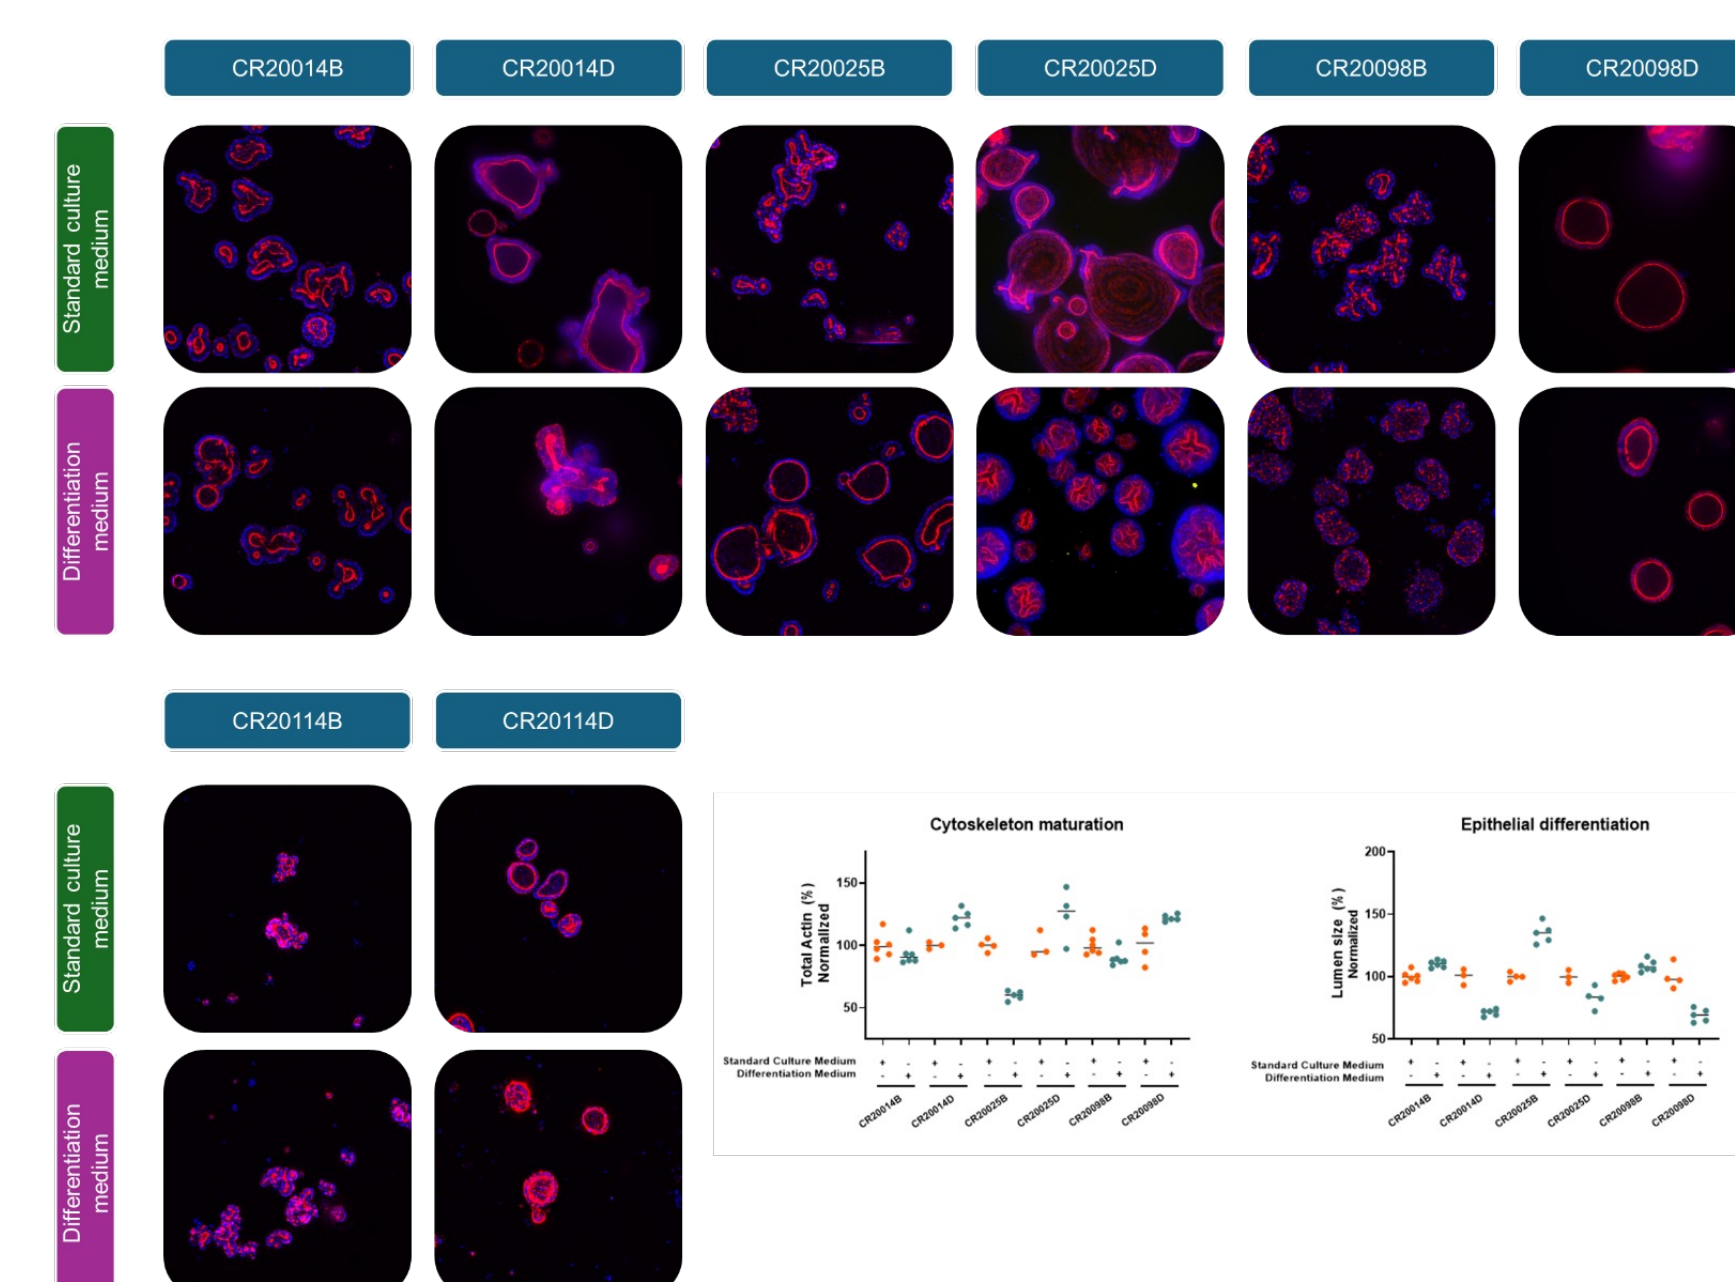 CR20014B CR20014D CR20025B CR20025D CR20098B CR20098D
Standard culture
medium
Differentiation
medium
CR20114B CR20114D
Standard culture
medium
Differentiation
medium
Cytoskeleton maturation
Total Actin (%)
Normalized
150
100
50
Standard Culture Medium + - + - + - + - + - + -
Differentiation Medium - + - + - + - + - + - +
CR20014B CR20014D CR20025B CR20025D CR20098B CR20098D
Epithelial differentiation
Lumen size (%)
Normalized
200
150
100
50
Standard Culture Medium + - + - + - + - + - + -
Differentiation Medium - + - + - + - + - + - +
CR20014B CR20014D CR20025B CR20025D CR20098B CR20098D